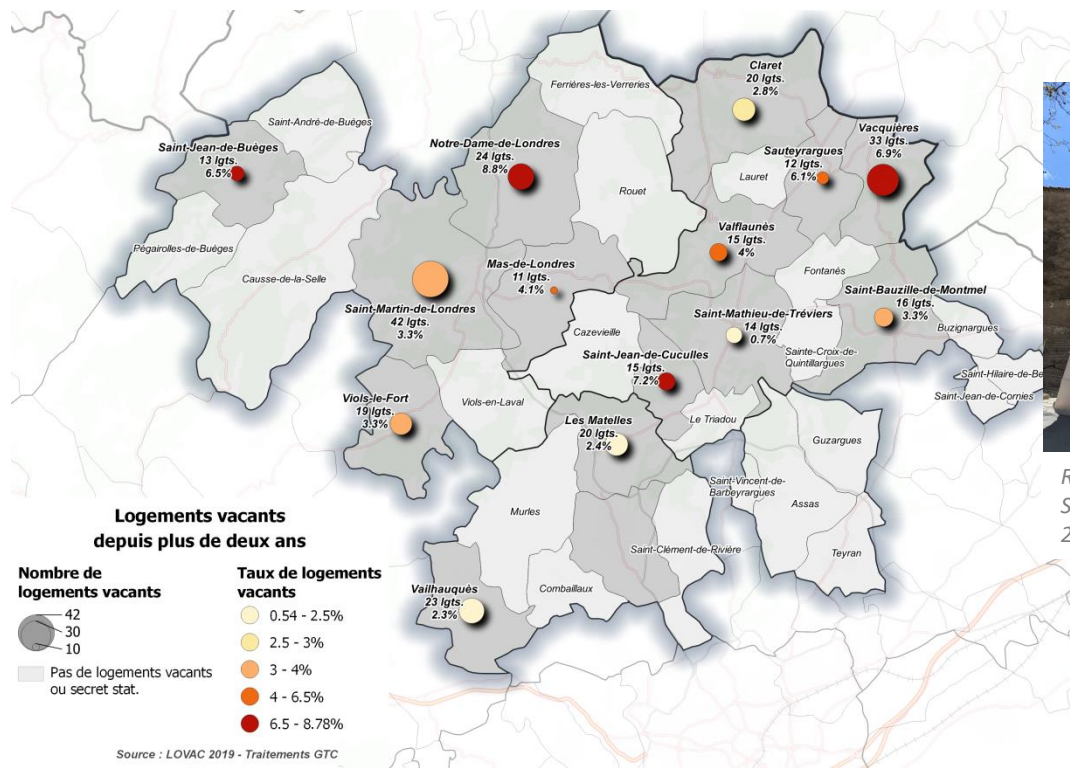 Ferrières-les-Verreries
Claret
20 lgts.
2.8%
Saint-André-de-Buèges
Saint-Jean-de-Buèges
13 lgts.
6.5%
Notre-Dame-de-Londres
24 lgts.
8.8%
Vacquières
33 lgts.
6.9%
Sauteyrargues
12 lgts.
6.1%
Lauret
Rouet
Pégairolles-de-Buèges
Causse-de-la-Selle
Valflaunès
15 lgts.
4%
Mas-de-Londres
11 lgts.
4.1%
Fontanès
Saint-Bauzille-de-Montmel
16 lgts.
3.3%
Saint-Martin-de-Londres
42 lgts.
3.3%
Saint-Mathieu-de-Tréviers
14 lgts.
0.7%
Buzignargues
Cazevieille
Sainte-Croix-de-
Quintillargues
Saint-Jean-de-Cuculles
15 lgts.
7.2%
Saint-Hilaire-de-Be
Saint-Jean-de-Cornies
Viols-le-Fort
19 lgts.
3.3%
Viols-en-Laval
Le Triadou
Les Matelles
20 lgts.
2.4%
Guzargues
Saint-Vincent-de-
Barbeyrargues
Assas
Murles
Saint-Clément-de-Rivière
Teyran
Combaillaux
Vailhauquès
23 lgts.
2.3%
Logements vacants
depuis plus de deux ans
Nombre de
logements vacants
42
30
10
Pas de logements vacants
ou secret stat.
Taux de logements
vacants
0.54 - 2.5%
2.5 - 3%
3 - 4%
4 - 6.5%
6.5 - 8.78%
Source : LOVAC 2019 - Traitements GTC
R
S
2